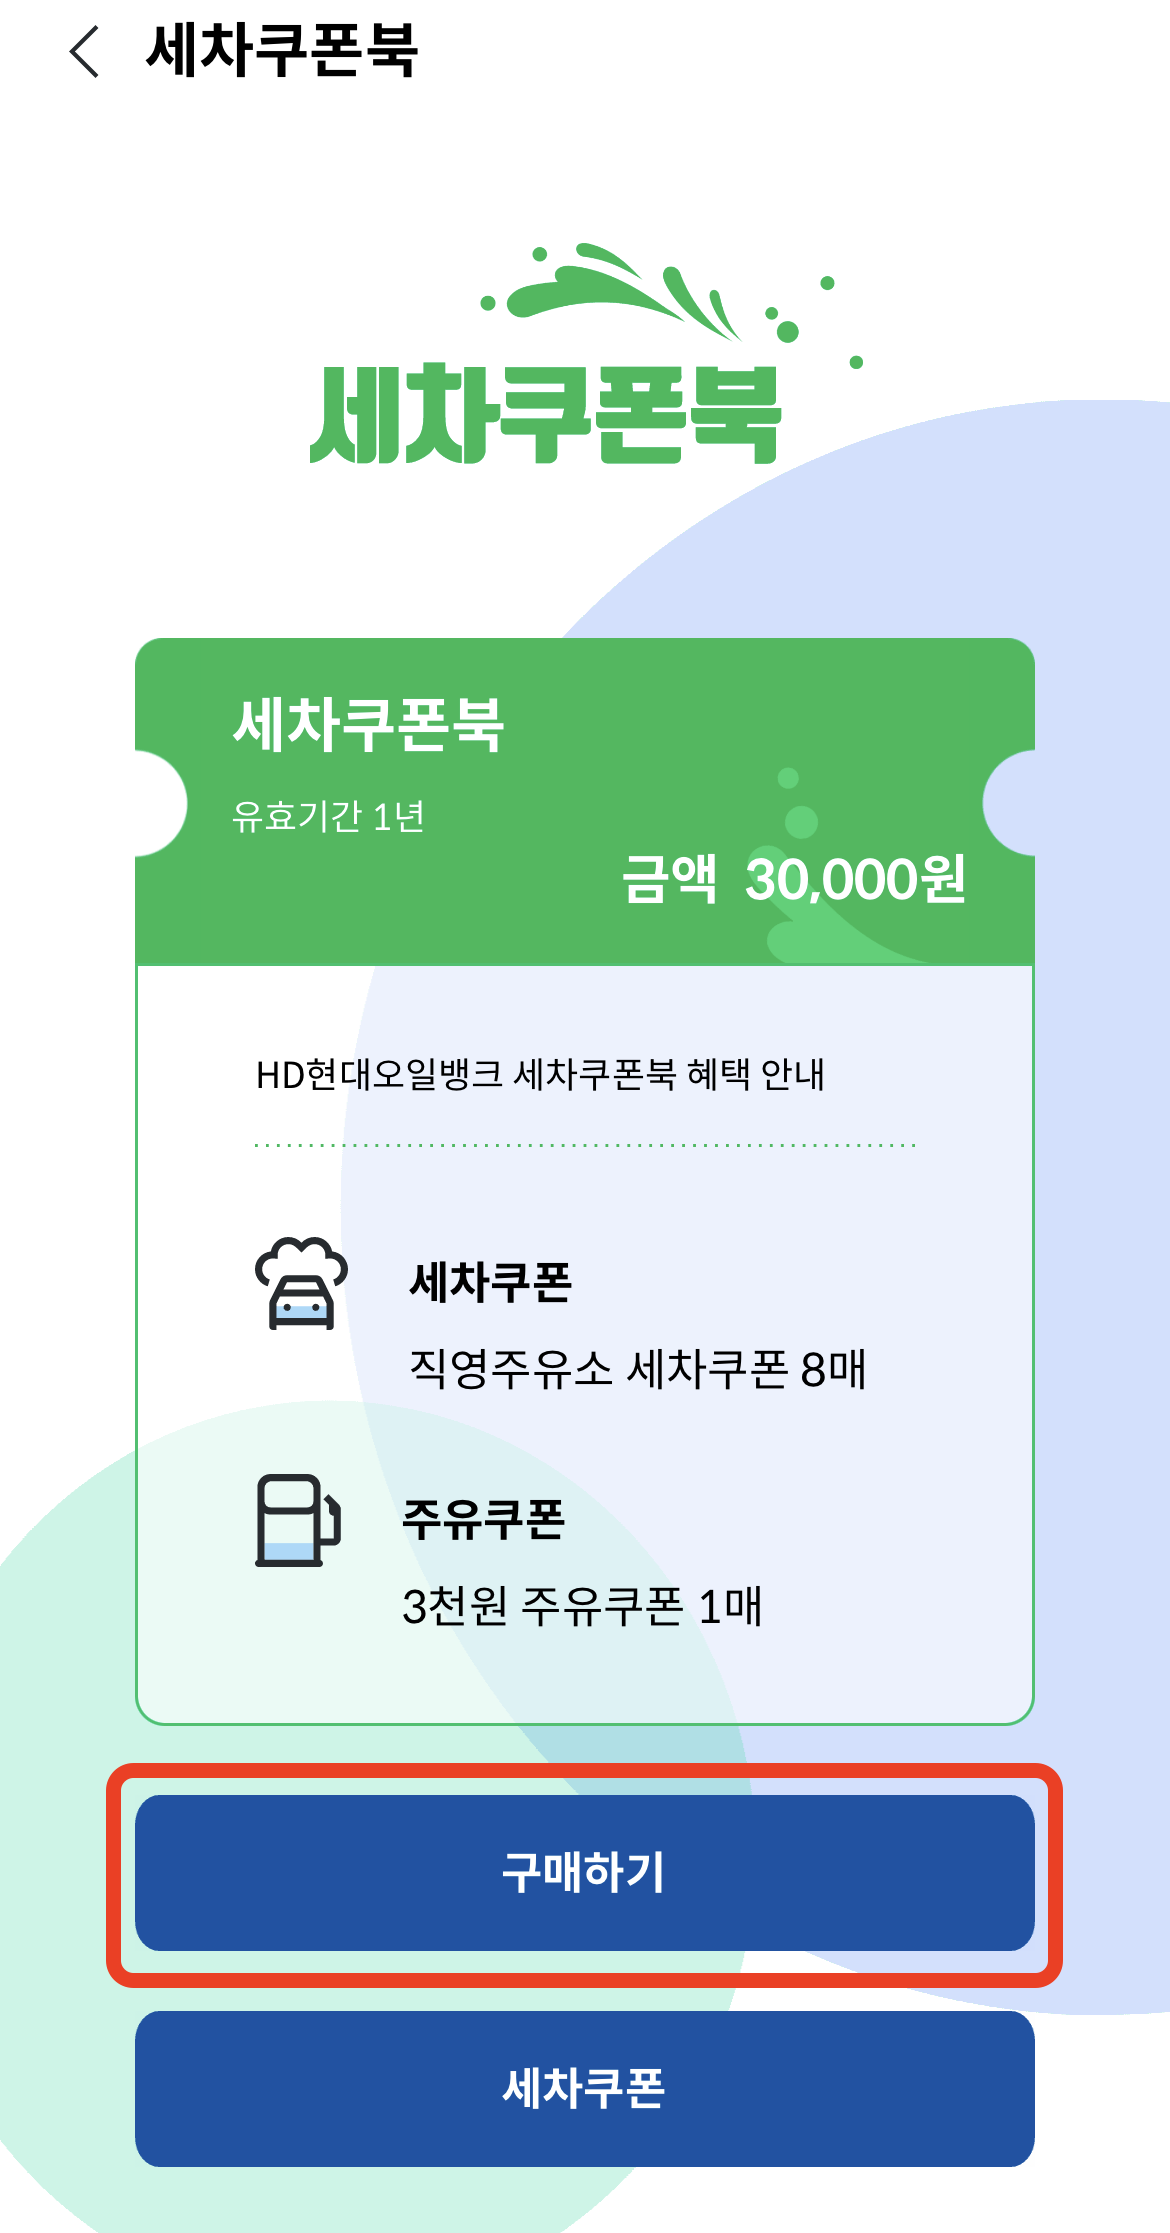 세차쿠폰북
세차쿠폰북
세차쿠폰북
유효기간 1년
금액 30,000원
HD현대오일뱅크 세차쿠폰북 혜택 안내
세차쿠폰
직영주유소 세차쿠폰 8매
주유쿠폰
3천원 주유쿠폰 1매
구매하기
세차쿠폰